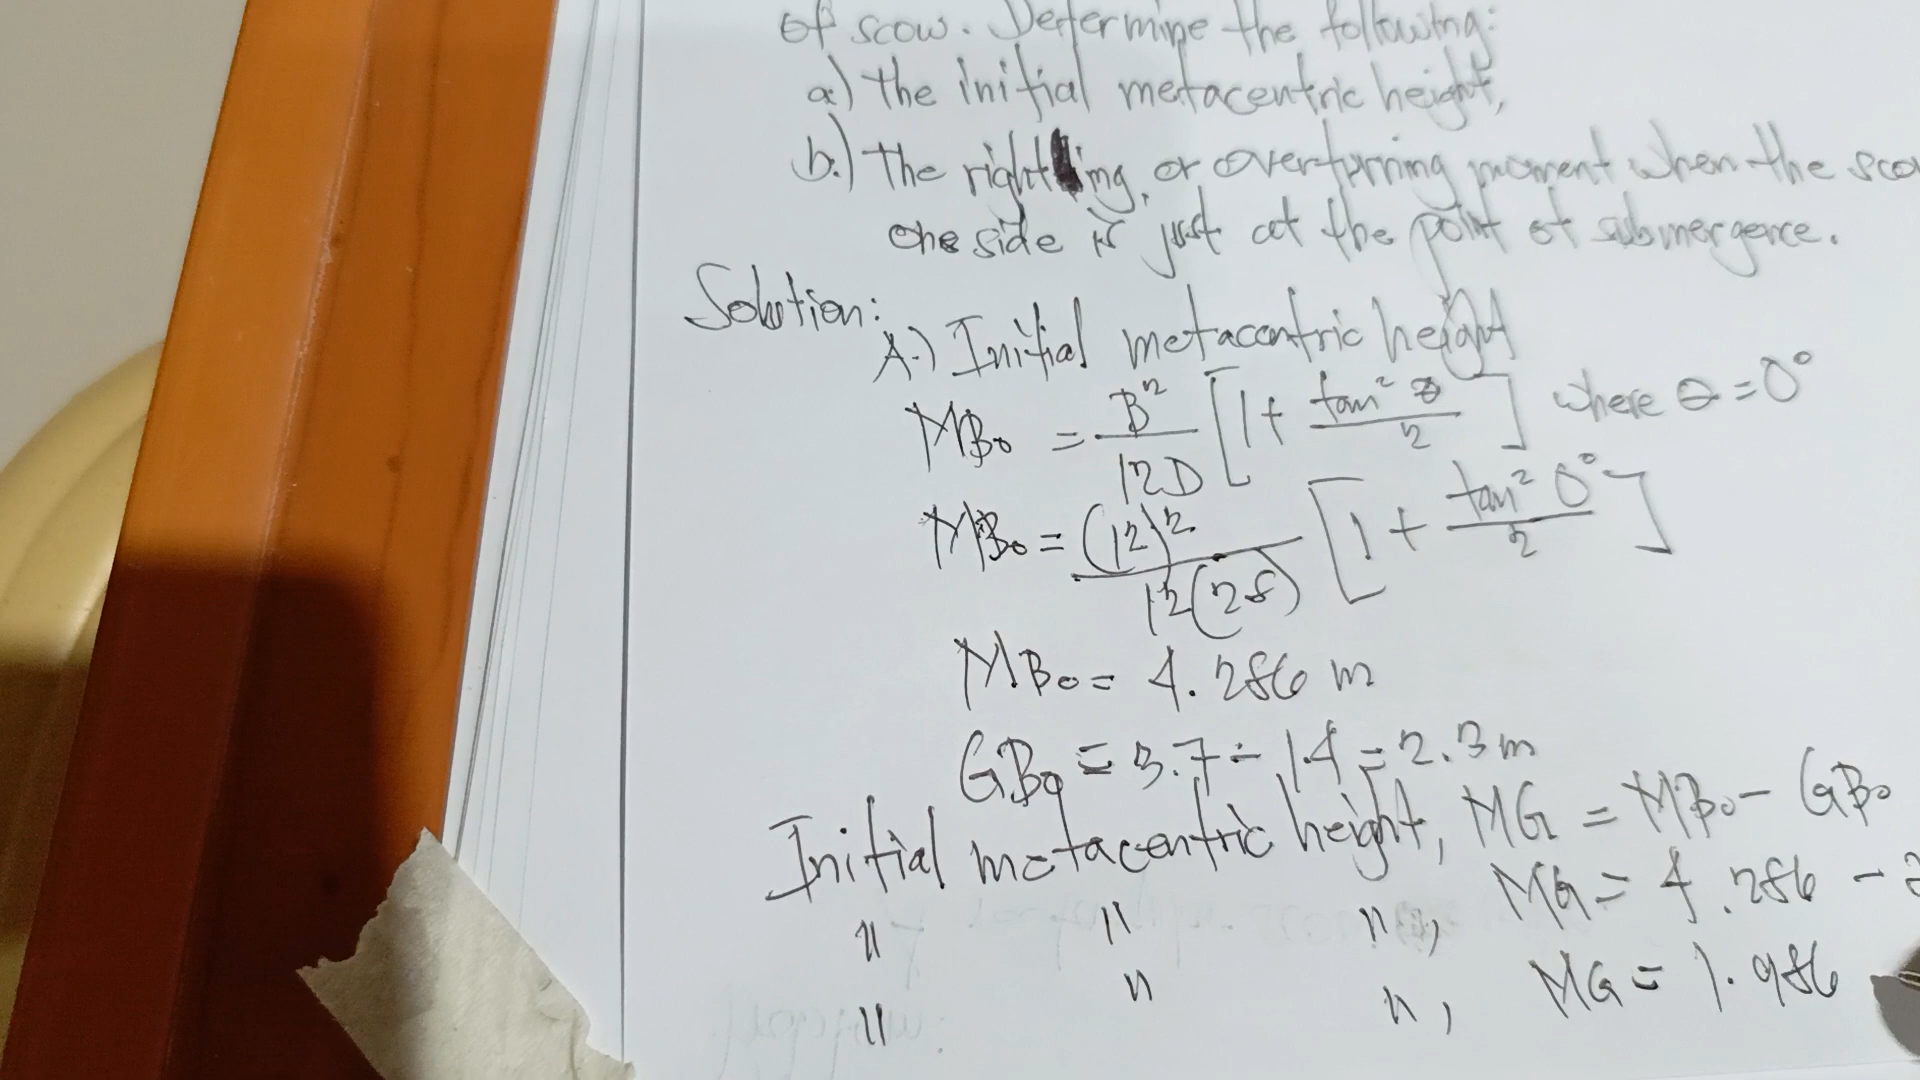 of scow. Determine the following:
a) the initial metacentric height,
b.) the righting or overturning moment when the sco
one side is just at the point of submergence.
Solution:
A.) Initial metacentric height
MBo = B² / 12D [1 + tan² θ / 2] where θ = 0°
MBo = (12)² / 12(28) [1 + tan² 0° / 2]
MBo = 4.286 m
GBo = 3.7 - 1.4 = 2.3 m
Initial metacentric height, MG = MBo - GBo
" " ", MG = 4.286 -
" " ", MG = 1.986